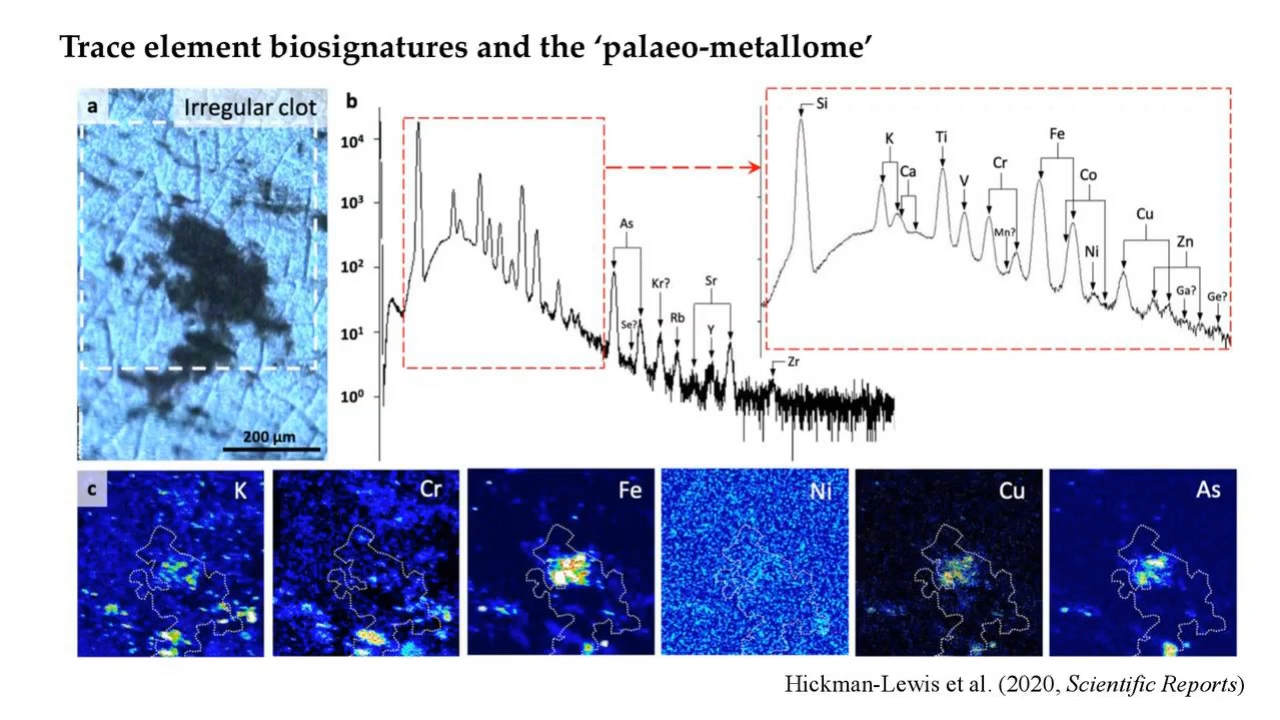 Trace element biosignatures and the ‘palaeo-metallome’
a
Irregular clot
200 µm
b
10⁴
10³
10²
10¹
10⁰
As
Se?
Kr?
Rb
Sr
Y
Zr
Si
K
Ca
Ti
V
Cr
Mn?
Fe
Co
Ni
Cu
Zn
Ga?
Ge?
c
K
Cr
Fe
Ni
Cu
As
Hickman-Lewis et al. (2020, Scientific Reports)